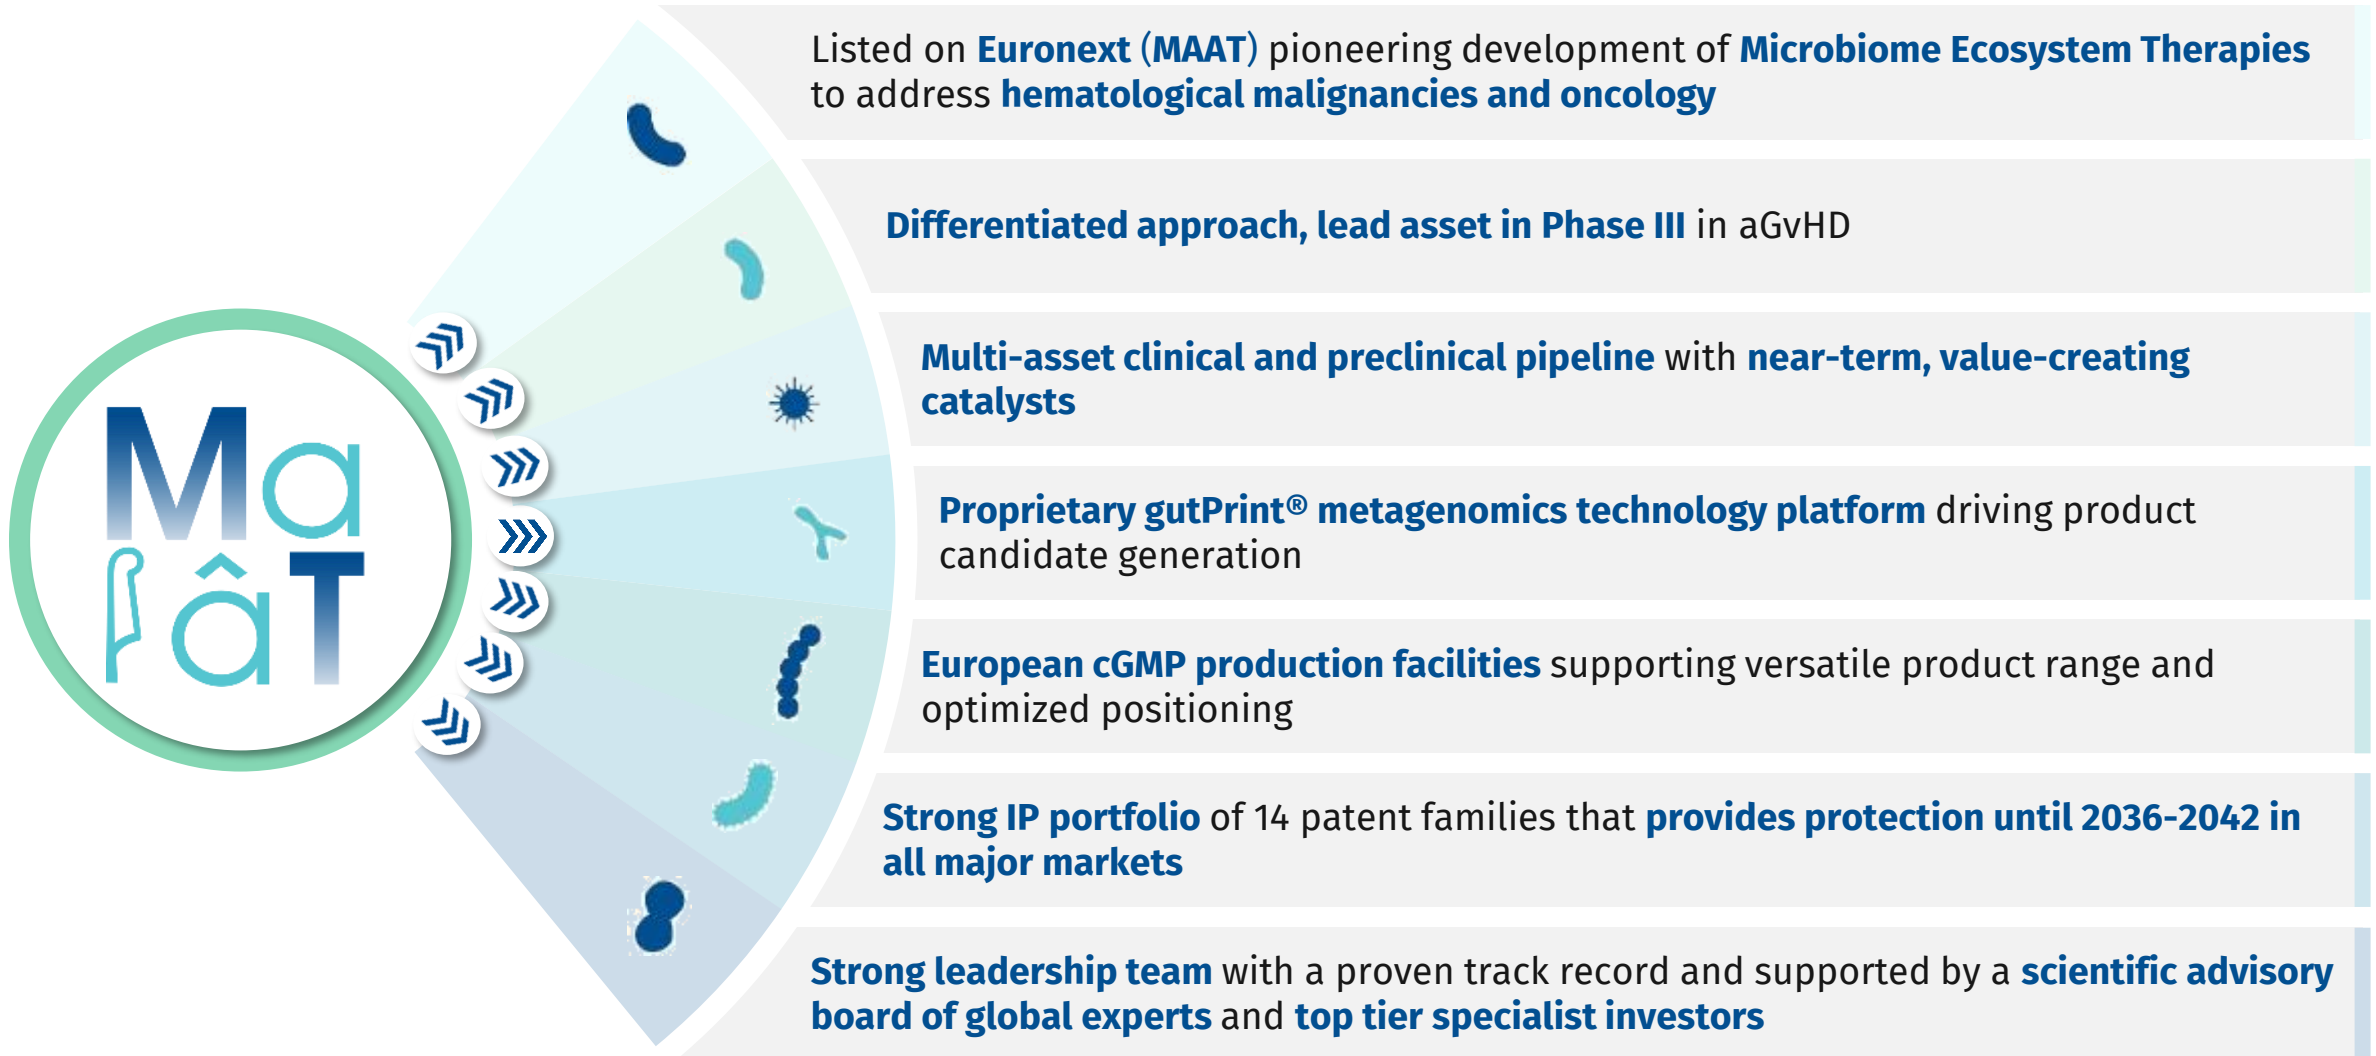 Ma
âT
Listed on Euronext (MAAT) pioneering development of Microbiome Ecosystem Therapies
to address hematological malignancies and oncology
Differentiated approach, lead asset in Phase III in aGvHD
Multi-asset clinical and preclinical pipeline with near-term, value-creating
catalysts
Proprietary gutPrint® metagenomics technology platform driving product
candidate generation
European cGMP production facilities supporting versatile product range and
optimized positioning
Strong IP portfolio of 14 patent families that provides protection until 2036-2042 in
all major markets
Strong leadership team with a proven track record and supported by a scientific advisory
board of global experts and top tier specialist investors